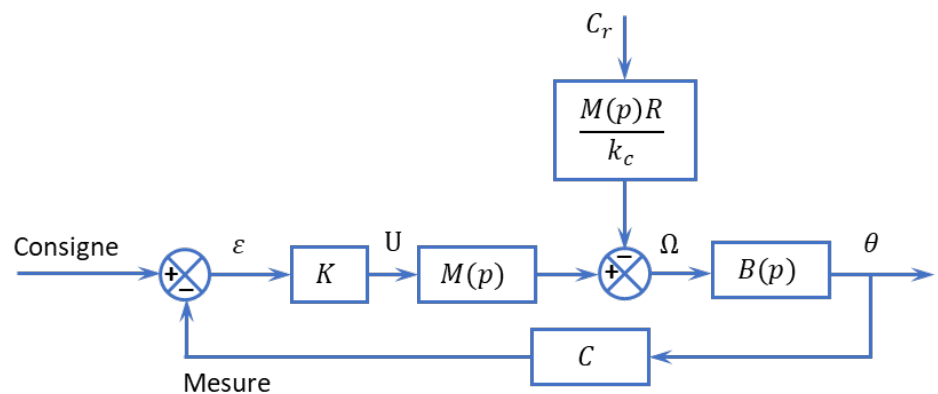 C_r
M(p)R
k_c
Consigne
ε
U
Ω
θ
+
−
K
M(p)
−
+
B(p)
C
Mesure